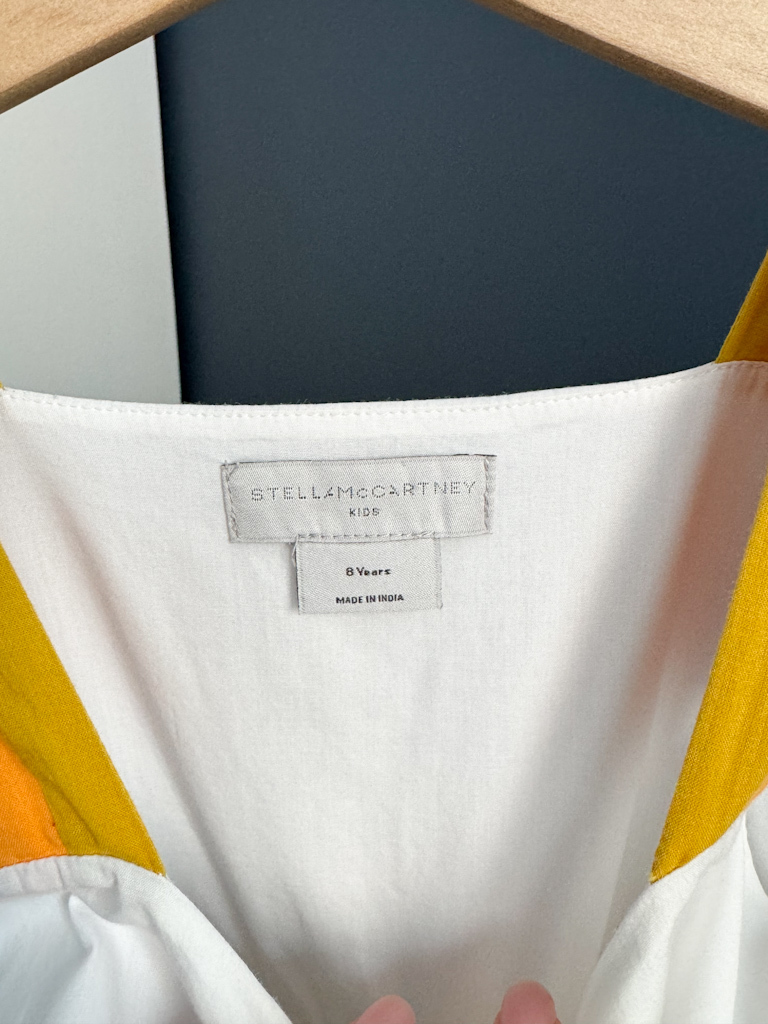 STELLAMcCARTNEY
KIDS
8 Years
MADE IN INDIA